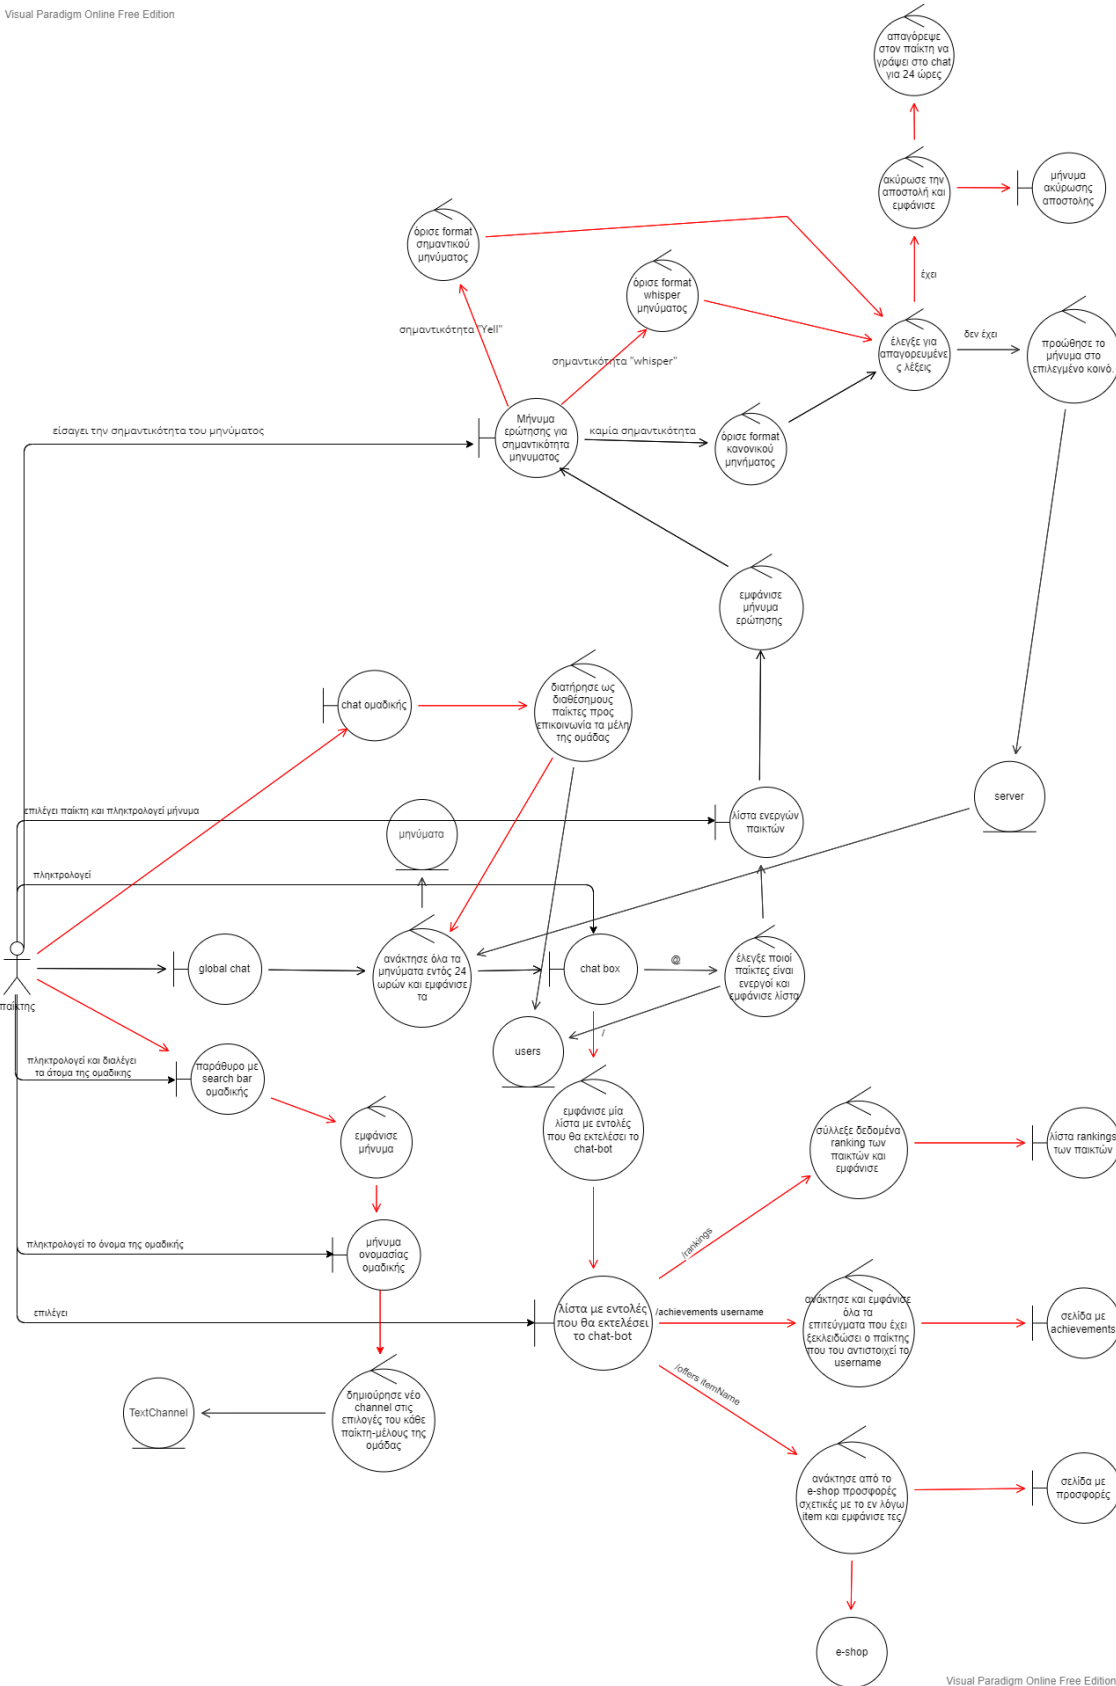 Visual Paradigm Online Free Edition
απαγόρεψε
στον παίκτη να
γράψει στο chat
για 24 ώρες
ακύρωσε την
αποστολή και
εμφάνισε
μήνυμα
ακύρωσης
αποστολης
όρισε format
σημαντικού
μηνύματος
έχει
όρισε format
whisper
μηνύματος
σημαντικότητα "Yell"
έλεγξε για
απαγορευμένε
ς λέξεις
δεν έχει
προώθησε το
μήνυμα στο
επιλεγμένο κοινό.
σημαντικότητα "whisper"
Μήνυμα
ερώτησης για
σημαντικότητα
μηνυματος
είσαγει την σημαντικότητα του μηνύματος
καμία σημαντικότητα
όρισε format
κανονικού
μηνήματος
εμφάνισε
μήνυμα
ερώτησης
chat ομαδικής
διατήρησε ως
διαθέσημους
παίκτες προς
επικοινωνία τα μέλη
της ομάδας
επιλέγει παίκτη και πληκτρολογεί μήνυμα
λίστα ενεργών
παικτών
server
μηνύματα
πληκτρολογεί
παίκτης
global chat
ανάκτησε όλα τα
μηνύματα εντός 24
ωρών και εμφάνισε
τα
chat box
@
έλεγξε ποιοί
παίκτες είναι
ενεργοί και
εμφάνισε λίστα
/
users
πληκτρολογεί και διαλέγει
τα άτομα της ομαδικης
παράθυρο με
search bar
ομαδικής
εμφάνισε
μήνυμα
εμφάνισε μία
λίστα με εντολές
που θα εκτελέσει το
chat-bot
σύλλεξε δεδομένα
ranking των
παικτών και
εμφάνισε
λίστα rankings
των παικτών
πληκτρολογεί το όνομα της ομαδικής
μήνυμα
ονομασίας
ομαδικής
/rankings
επιλέγει
λίστα με εντολές
που θα εκτελέσει
το chat-bot
/achievements username
ανάκτησε και εμφάνισε
όλα τα
επιτεύγματα που έχει
ξεκλειδώσει ο παίκτης
που του αντιστοιχεί το
username
σελίδα με
achievements
/offers itemName
TextChannel
δημιούρησε νέο
channel στις
επιλογές του κάθε
παίκτη-μέλους της
ομάδας
ανάκτησε από το
e-shop προσφορές
σχετικές με το εν λόγω
item και εμφάνισε τες
σελίδα με
προσφορές
e-shop
Visual Paradigm Online Free Edition